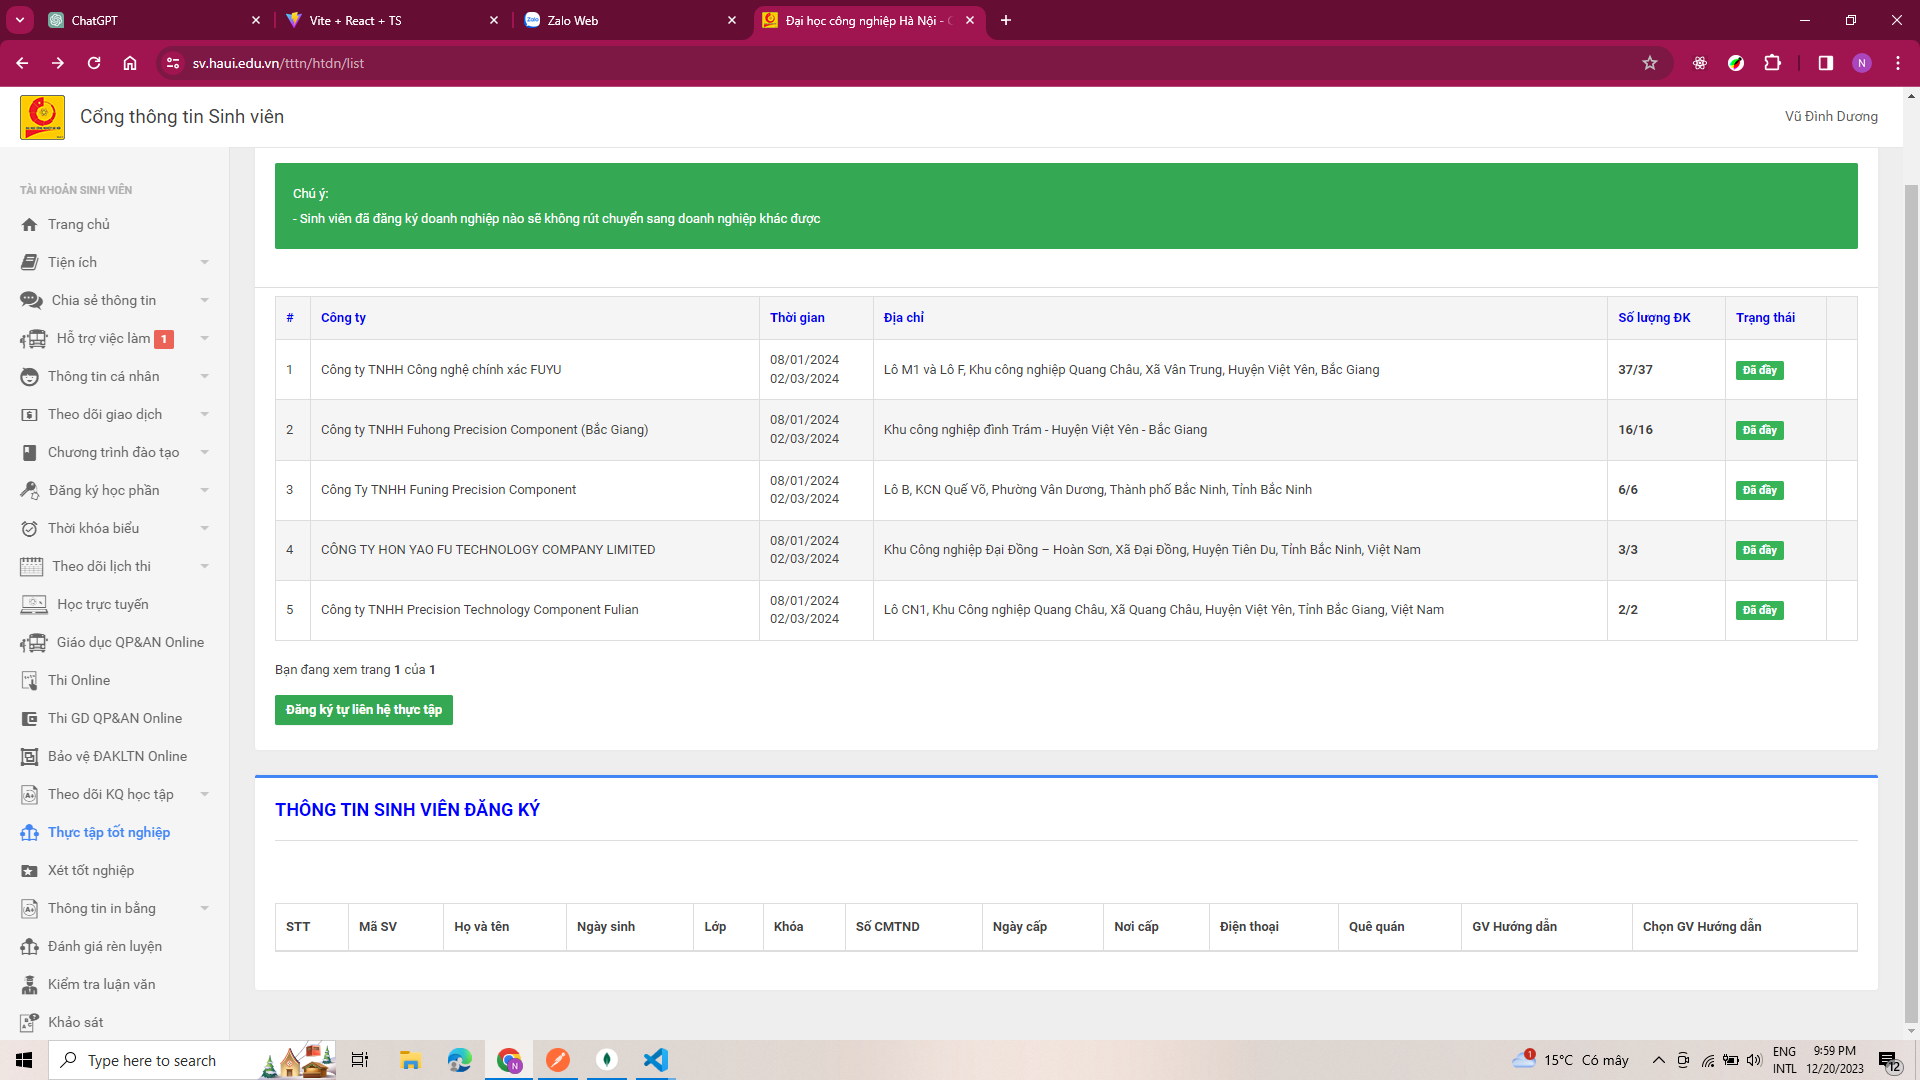 ChatGPT
Vite + React + TS
Zalo Web
Đại học công nghiệp Hà Nội - C
sv.haui.edu.vn/tttn/htdn/list
N
Cổng thông tin Sinh viên
Vũ Đình Dương
TÀI KHOẢN SINH VIÊN
Trang chủ
Tiện ích
Chia sẻ thông tin
Hỗ trợ việc làm 1
Thông tin cá nhân
Theo dõi giao dịch
Chương trình đào tạo
Đăng ký học phần
Thời khóa biểu
Theo dõi lịch thi
Học trực tuyến
Giáo dục QP&AN Online
Thi Online
Thi GD QP&AN Online
Bảo vệ ĐAKLTN Online
Theo dõi KQ học tập
Thực tập tốt nghiệp
Xét tốt nghiệp
Thông tin in bằng
Đánh giá rèn luyện
Kiểm tra luận văn
Khảo sát
Chú ý:
- Sinh viên đã đăng ký doanh nghiệp nào sẽ không rút chuyển sang doanh nghiệp khác được
# Công ty Thời gian Địa chỉ Số lượng ĐK Trạng thái
1 Công ty TNHH Công nghệ chính xác FUYU 08/01/2024 02/03/2024 Lô M1 và Lô F, Khu công nghiệp Quang Châu, Xã Vân Trung, Huyện Việt Yên, Bắc Giang 37/37 Đã đầy
2 Công ty TNHH Fuhong Precision Component (Bắc Giang) 08/01/2024 02/03/2024 Khu công nghiệp đình Trám - Huyện Việt Yên - Bắc Giang 16/16 Đã đầy
3 Công Ty TNHH Funing Precision Component 08/01/2024 02/03/2024 Lô B, KCN Quế Võ, Phường Vân Dương, Thành phố Bắc Ninh, Tỉnh Bắc Ninh 6/6 Đã đầy
4 CÔNG TY HON YAO FU TECHNOLOGY COMPANY LIMITED 08/01/2024 02/03/2024 Khu Công nghiệp Đại Đồng – Hoàn Sơn, Xã Đại Đồng, Huyện Tiên Du, Tỉnh Bắc Ninh, Việt Nam 3/3 Đã đầy
5 Công ty TNHH Precision Technology Component Fulian 08/01/2024 02/03/2024 Lô CN1, Khu Công nghiệp Quang Châu, Xã Quang Châu, Huyện Việt Yên, Tỉnh Bắc Giang, Việt Nam 2/2 Đã đầy
Bạn đang xem trang 1 của 1
Đăng ký tự liên hệ thực tập
THÔNG TIN SINH VIÊN ĐĂNG KÝ
STT Mã SV Họ và tên Ngày sinh Lớp Khóa Số CMTND Ngày cấp Nơi cấp Điện thoại Quê quán GV Hướng dẫn Chọn GV Hướng dẫn
Type here to search
1 15°C Có mây
ENG
INTL
9:59 PM
12/20/2023
12